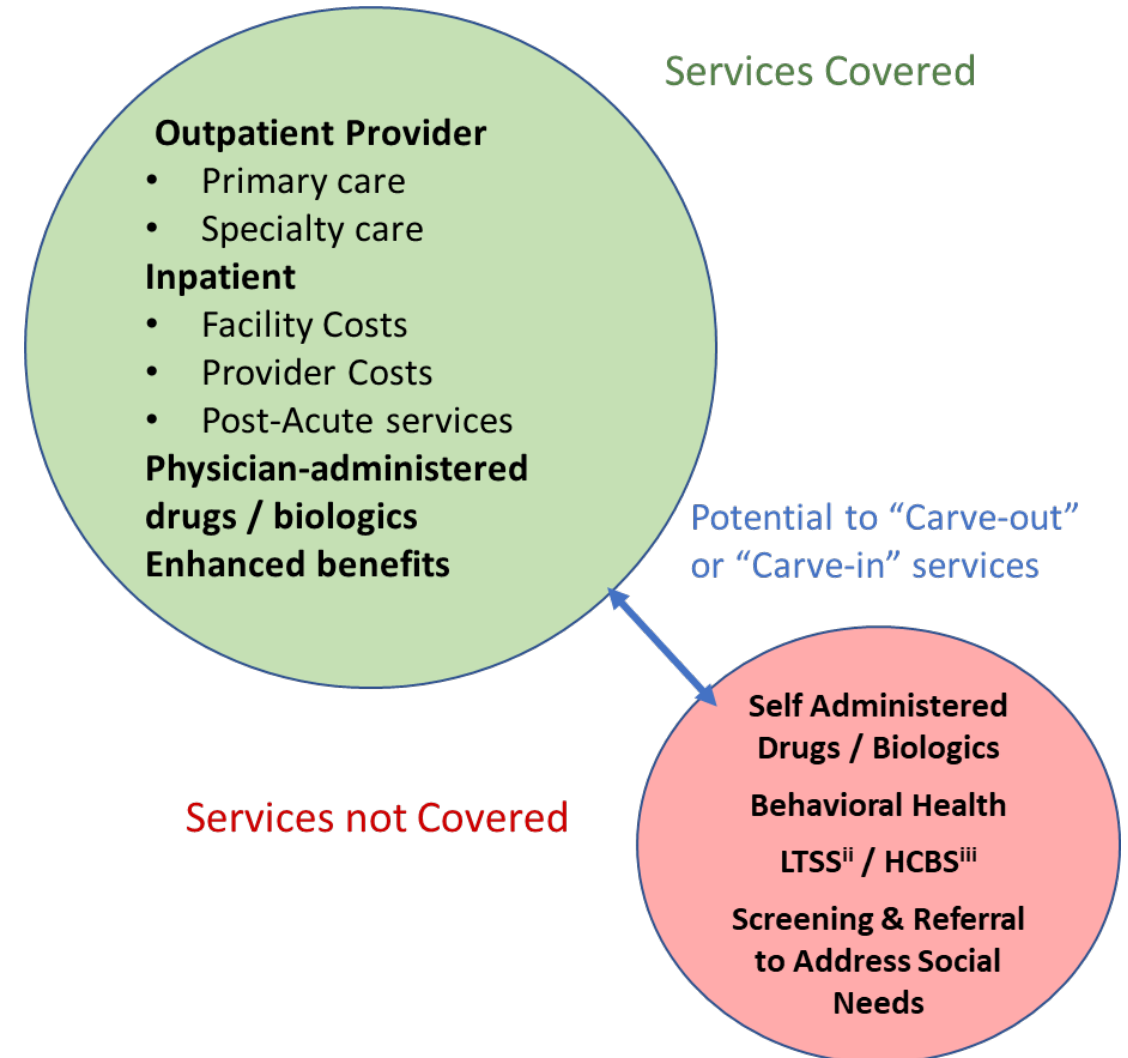 Services Covered
Outpatient Provider
• Primary care
• Specialty care
Inpatient
• Facility Costs
• Provider Costs
• Post-Acute services
Physician-administered
drugs / biologics
Enhanced benefits
Potential to “Carve-out”
or “Carve-in” services
Services not Covered
Self Administered
Drugs / Biologics
Behavioral Health
LTSSⁱⁱ / HCBSⁱⁱⁱ
Screening & Referral
to Address Social
Needs